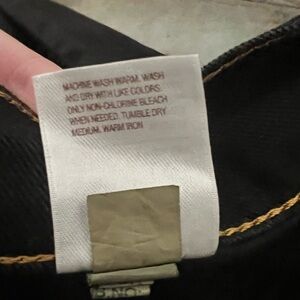 MACHINE WASH WARM. WASH
AND DRY WITH LIKE COLORS.
ONLY NON-CHLORINE BLEACH
WHEN NEEDED. TUMBLE DRY
MEDIUM. WARM IRON